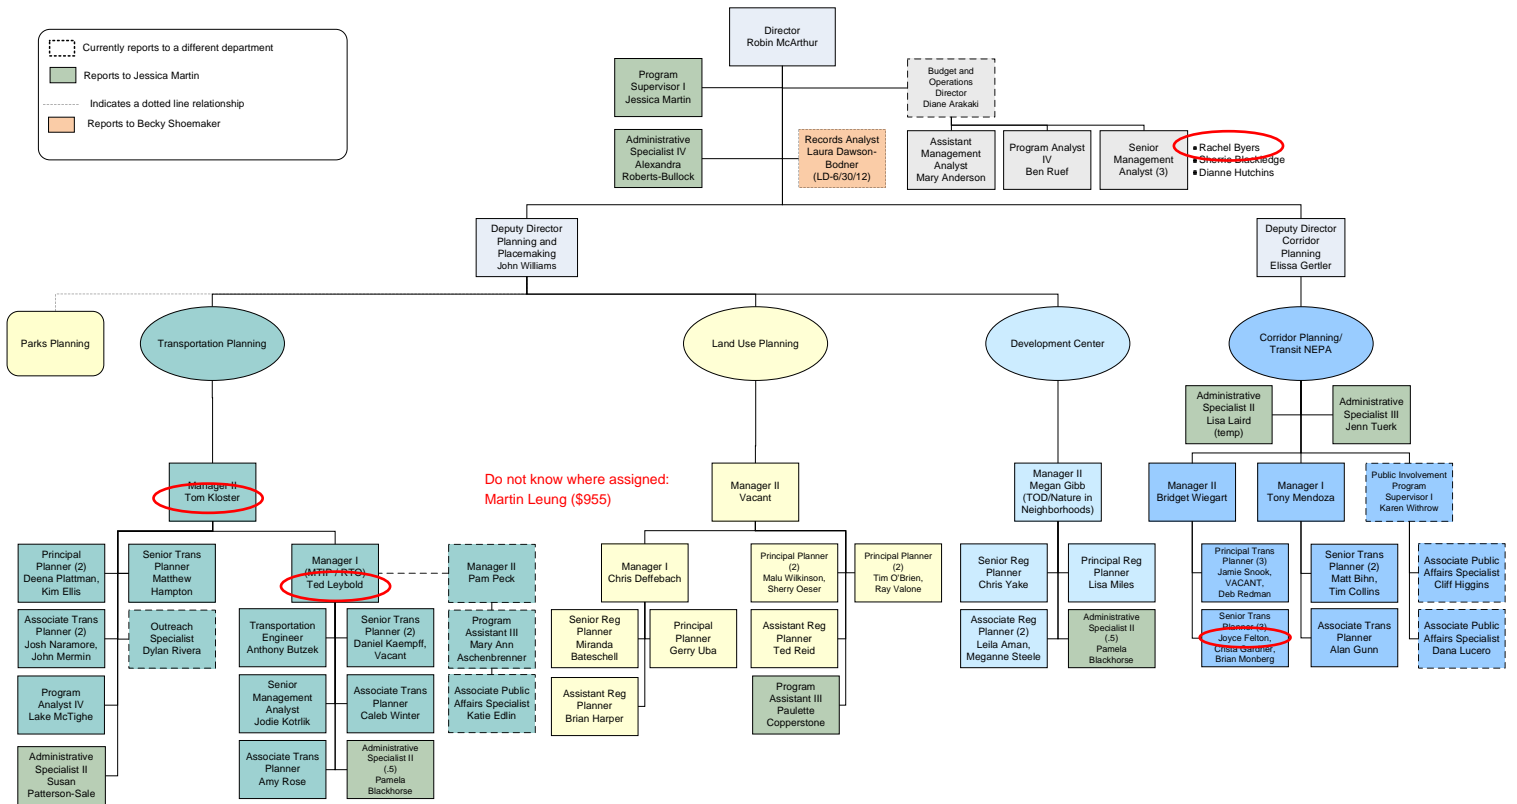 Director
Robin McArthur
Currently reports to a different department
Reports to Jessica Martin
Indicates a dotted line relationship
Reports to Becky Shoemaker
Program
Supervisor I
Jessica Martin
Budget and
Operations
Director
Diane Arakaki
Administrative
Specialist IV
Alexandra
Roberts-Bullock
Records Analyst
Laura Dawson-
Bodner
(LD-6/30/12)
Assistant
Management
Analyst
Mary Anderson
Program Analyst
IV
Ben Ruef
Senior
Management
Analyst (3)
▪ Rachel Byers
▪ Sherrie Blackledge
▪ Dianne Hutchins
Deputy Director
Planning and
Placemaking
John Williams
Deputy Director
Corridor
Planning
Elissa Gertler
Parks Planning
Transportation Planning
Land Use Planning
Development Center
Corridor Planning/
Transit NEPA
Administrative
Specialist II
Lisa Laird
(temp)
Administrative
Specialist III
Jenn Tuerk
Manager II
Tom Kloster
Do not know where assigned:
Martin Leung ($955)
Manager II
Vacant
Manager II
Megan Gibb
(TOD/Nature in
Neighborhoods)
Manager II
Bridget Wiegart
Manager I
Tony Mendoza
Public Involvement
Program
Supervisor I
Karen Withrow
Principal
Planner (2)
Deena Plattman,
Kim Ellis
Senior Trans
Planner
Matthew
Hampton
Manager I
(MTIP / RTO)
Ted Leybold
Manager II
Pam Peck
Manager I
Chris Deffebach
Principal Planner
(2)
Malu Wilkinson,
Sherry Oeser
Principal Planner
(2)
Tim O'Brien,
Ray Valone
Senior Reg
Planner
Chris Yake
Principal Reg
Planner
Lisa Miles
Principal Trans
Planner (3)
Jamie Snook,
VACANT,
Deb Redman
Senior Trans
Planner (2)
Matt Bihn,
Tim Collins
Associate Public
Affairs Specialist
Cliff Higgins
Associate Trans
Planner (2)
Josh Naramore,
John Mermin
Outreach
Specialist
Dylan Rivera
Transportation
Engineer
Anthony Butzek
Senior Trans
Planner (2)
Daniel Kaempff,
Vacant
Program
Assistant III
Mary Ann
Aschenbrenner
Senior Reg
Planner
Miranda
Bateschell
Principal
Planner
Gerry Uba
Assistant Reg
Planner
Ted Reid
Associate Reg
Planner (2)
Leila Aman,
Meganne Steele
Administrative
Specialist II
(.5)
Pamela
Blackhorse
Senior Trans
Planner (3)
Joyce Felton,
Crista Gardner,
Brian Monberg
Associate Trans
Planner
Alan Gunn
Associate Public
Affairs Specialist
Dana Lucero
Program
Analyst IV
Lake McTighe
Senior
Management
Analyst
Jodie Kotrlik
Associate Trans
Planner
Caleb Winter
Associate Public
Affairs Specialist
Katie Edlin
Assistant Reg
Planner
Brian Harper
Program
Assistant III
Paulette
Copperstone
Administrative
Specialist II
Susan
Patterson-Sale
Associate Trans
Planner
Amy Rose
Administrative
Specialist II
(.5)
Pamela
Blackhorse